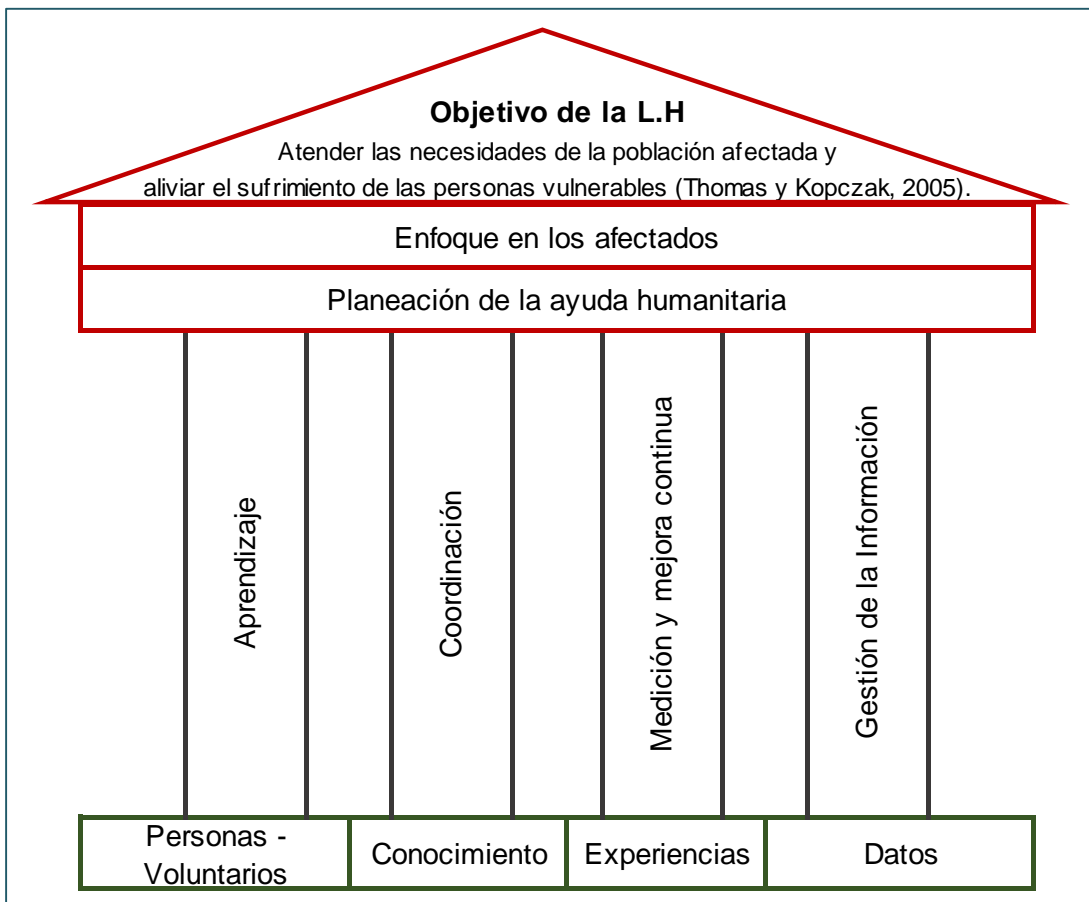 Objetivo de la L.H
Atender las necesidades de la población afectada y
aliviar el sufrimiento de las personas vulnerables (Thomas y Kopczak, 2005).
Enfoque en los afectados
Planeación de la ayuda humanitaria
Aprendizaje
Coordinación
Medición y mejora continua
Gestión de la Información
Personas -
Voluntarios
Conocimiento
Experiencias
Datos